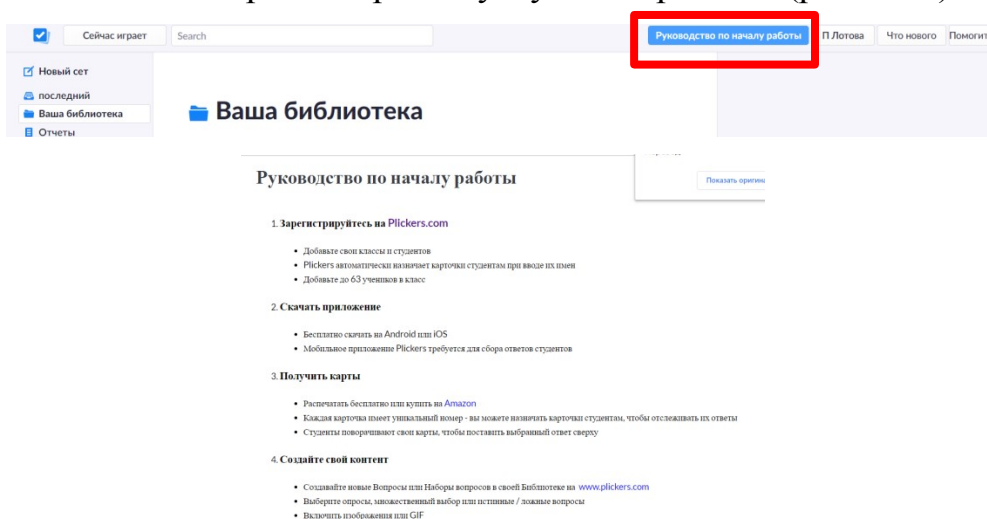 Сейчас играет Search Руководство по началу работы П Лотова Что нового Помогит
Новый сет
последний
Ваша библиотека
Отчеты
Ваша библиотека
Руководство по началу работы
Показать оригина
1. Зарегистрируйтесь на Plickers.com
• Добавьте свои классы и студентов
• Plickers автоматически назначает карточки студентам при вводе их имен
• Добавьте до 63 учеников в класс
2. Скачать приложение
• Бесплатно скачать на Android или iOS
• Мобильное приложение Plickers требуется для сбора ответов студентов
3. Получить карты
• Распечатать бесплатно или купить на Amazon
• Каждая карточка имеет уникальный номер - вы можете назначать карточки студентам, чтобы отслеживать их ответы
• Студенты поворачивают свои карты, чтобы поставить выбранный ответ сверху
4. Создайте свой контент
• Создавайте новые Вопросы или Наборы вопросов в своей Библиотеке на www.plickers.com
• Выберите опросы, множественный выбор или истинные / ложные вопросы
• Включить изображения или GIF